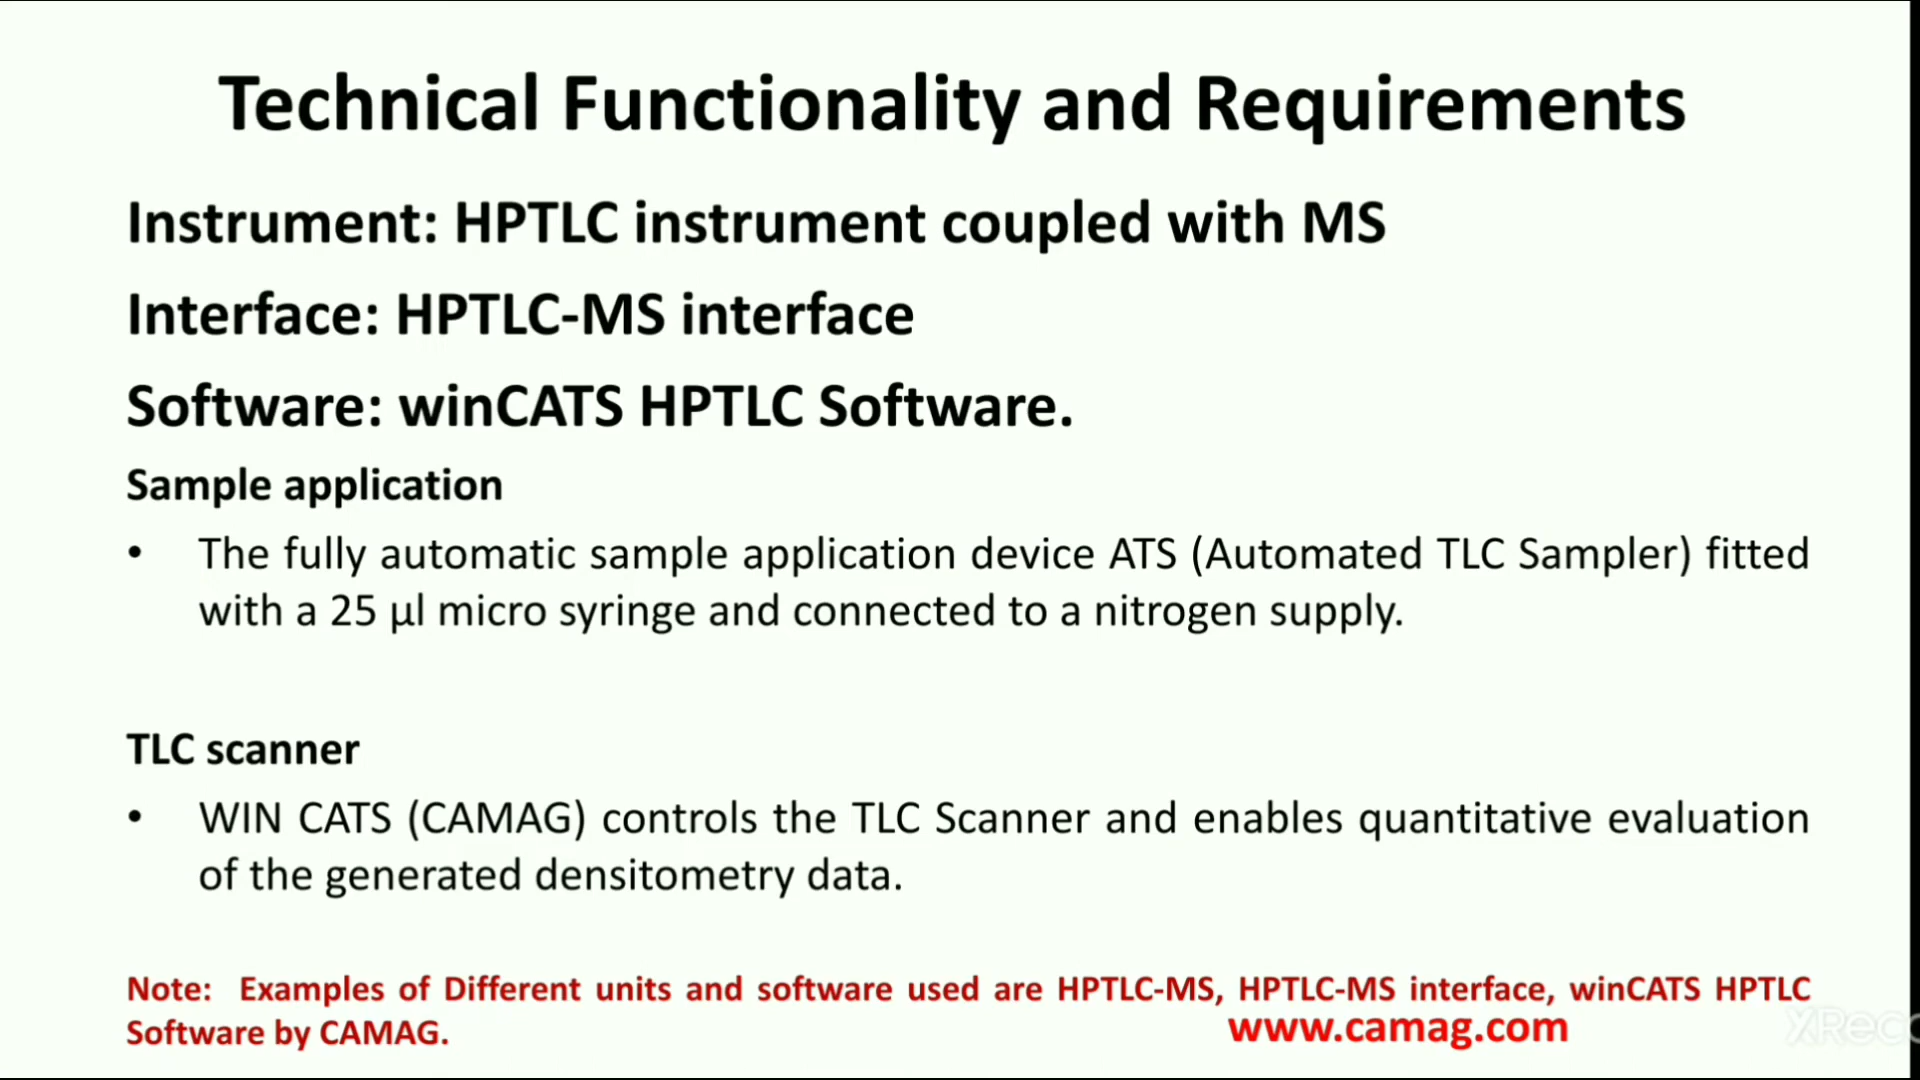 Technical Functionality and Requirements
Instrument: HPTLC instrument coupled with MS
Interface: HPTLC-MS interface
Software: winCATS HPTLC Software.
Sample application
• The fully automatic sample application device ATS (Automated TLC Sampler) fitted
with a 25 µl micro syringe and connected to a nitrogen supply.
TLC scanner
• WIN CATS (CAMAG) controls the TLC Scanner and enables quantitative evaluation
of the generated densitometry data.
Note: Examples of Different units and software used are HPTLC-MS, HPTLC-MS interface, winCATS HPTLC
Software by CAMAG.
www.camag.com